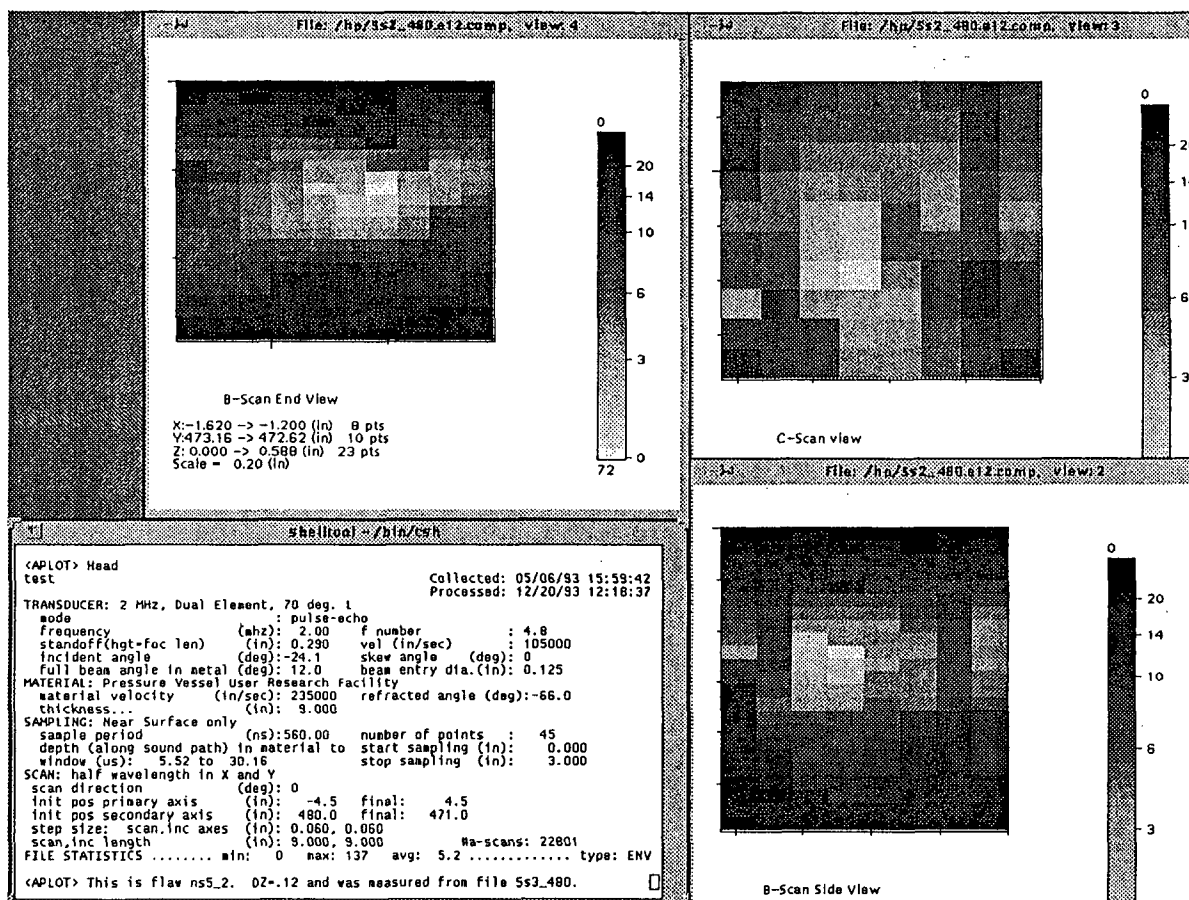 File: /hp/5s2_480.e12.comp, view: 4
0
20
14
10
6
3
0
72
B-Scan End View
X:-1.620 -> -1.200 (in) 8 pts
Y:473.16 -> 472.62 (in) 10 pts
Z: 0.000 -> 0.588 (in) 23 pts
Scale = 0.20 (in)
File: /hp/5s2_480.e12.comp, view: 3
0
6
3
C-Scan view
File: /hp/5s2_480.e12.comp, view: 2
0
20
14
10
6
3
B-Scan Side View
shelltool - /bin/csh
<APLOT> Head
test Collected: 05/06/93 15:59:42
Processed: 12/20/93 12:18:37
TRANSDUCER: 2 MHz, Dual Element, 70 deg. L
mode : pulse-echo
frequency (mhz): 2.00 f number : 4.8
standoff(hgt-foc len) (in): 0.290 vel (in/sec) : 105000
incident angle (deg):-24.1 skew angle (deg): 0
full beam angle in metal (deg): 12.0 beam entry dia.(in): 0.125
MATERIAL: Pressure Vessel User Research Facility
material velocity (in/sec): 235000 refracted angle (deg):-66.0
thickness... (in): 9.000
SAMPLING: Near Surface only
sample period (ns):560.00 number of points : 45
depth (along sound path) in material to start sampling (in): 0.000
window (us): 5.52 to 30.16 stop sampling (in): 3.000
SCAN: half wavelength in X and Y
scan direction (deg): 0
init pos primary axis (in): -4.5 final: 4.5
init pos secondary axis (in): 480.0 final: 471.0
step size: scan,inc axes (in): 0.060, 0.060
scan,inc length (in): 9.000, 9.000 #a-scans: 22801
FILE STATISTICS ........ min: 0 max: 137 avg: 5.2 ............. type: ENV
<APLOT> This is flaw ns5_2. DZ=.12 and was measured from file 5s3_480.